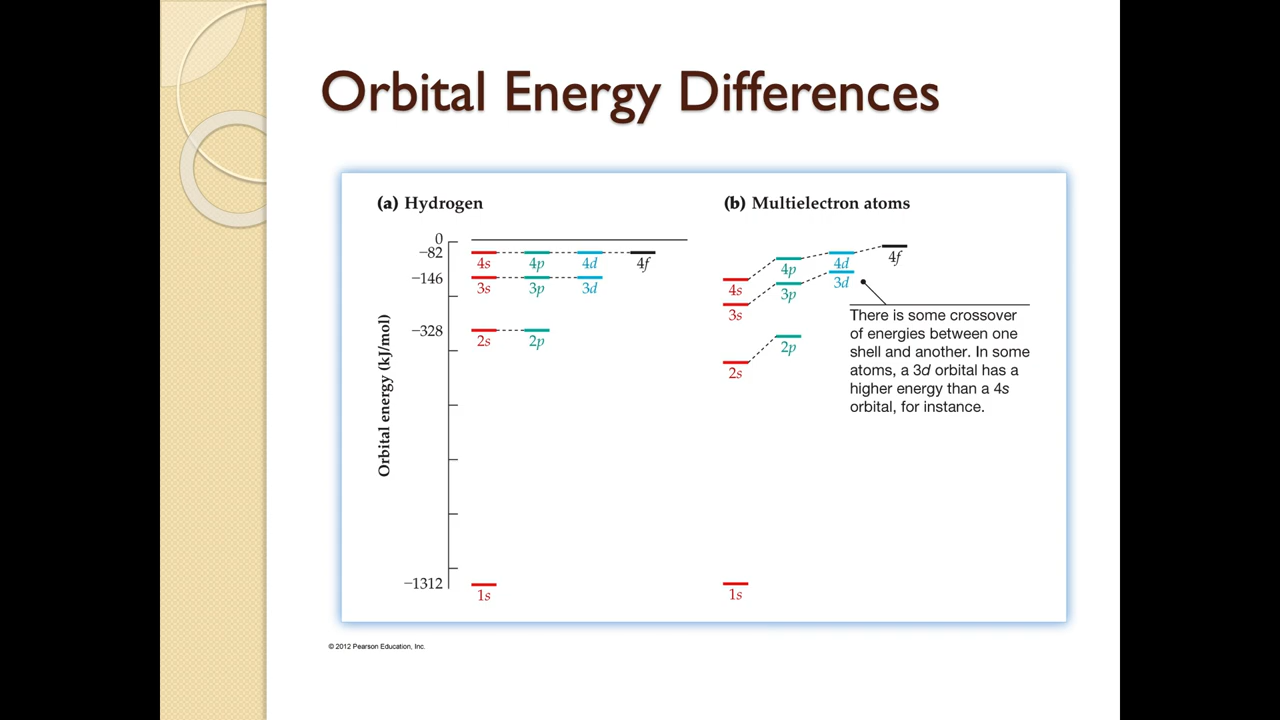 Orbital Energy Differences
(a) Hydrogen
Orbital energy (kJ/mol)
0
−82
−146
−328
−1312
4s 4p 4d 4f
3s 3p 3d
2s 2p
1s
(b) Multielectron atoms
4s 4p 4d 4f
3s 3p 3d
2s 2p
1s
There is some crossover
of energies between one
shell and another. In some
atoms, a 3d orbital has a
higher energy than a 4s
orbital, for instance.
© 2012 Pearson Education, Inc.